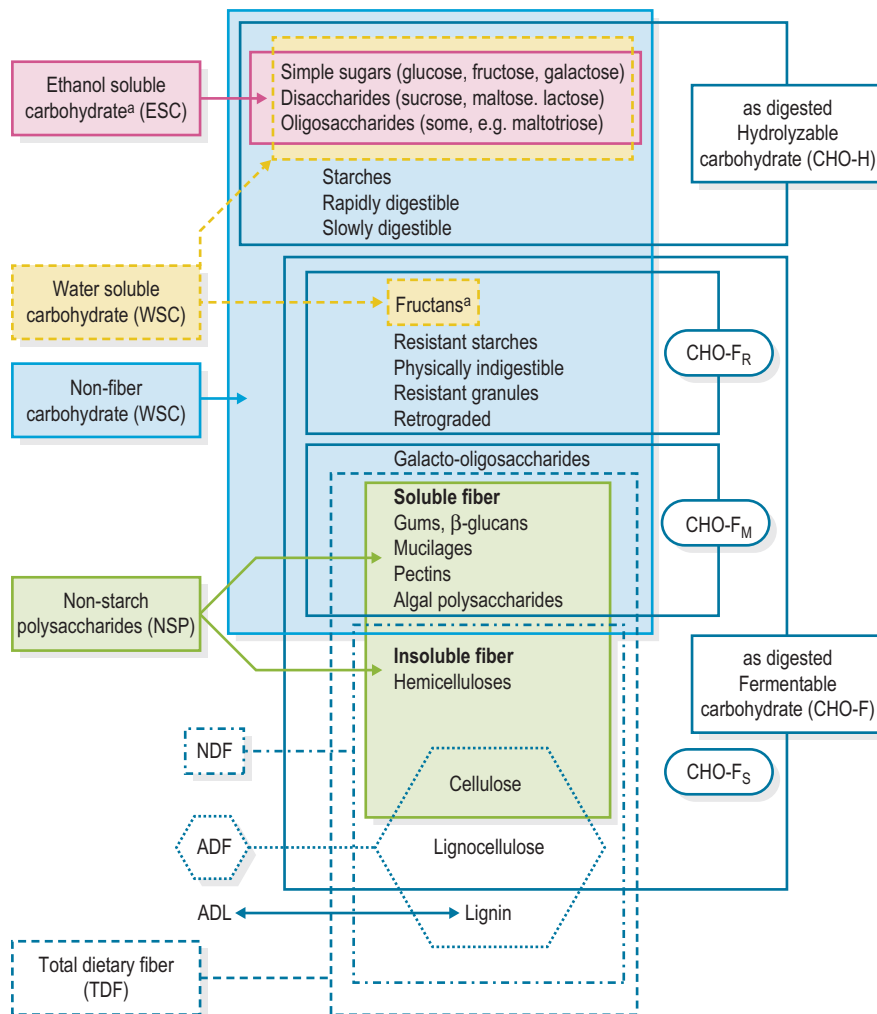 Ethanol soluble
carbohydrateᵃ (ESC)
Simple sugars (glucose, fructose, galactose)
Disaccharides (sucrose, maltose. lactose)
Oligosaccharides (some, e.g. maltotriose)
as digested
Hydrolyzable
carbohydrate (CHO-H)
Starches
Rapidly digestible
Slowly digestible
Water soluble
carbohydrate (WSC)
Fructansᵃ
Resistant starches
Physically indigestible
Resistant granules
Retrograded
CHO-F_R
Non-fiber
carbohydrate (WSC)
Galacto-oligosaccharides
Soluble fiber
Gums, β-glucans
Mucilages
Pectins
Algal polysaccharides
CHO-F_M
Non-starch
polysaccharides (NSP)
Insoluble fiber
Hemicelluloses
as digested
Fermentable
carbohydrate (CHO-F)
NDF
Cellulose
CHO-F_S
ADF
Lignocellulose
ADL
Lignin
Total dietary fiber
(TDF)